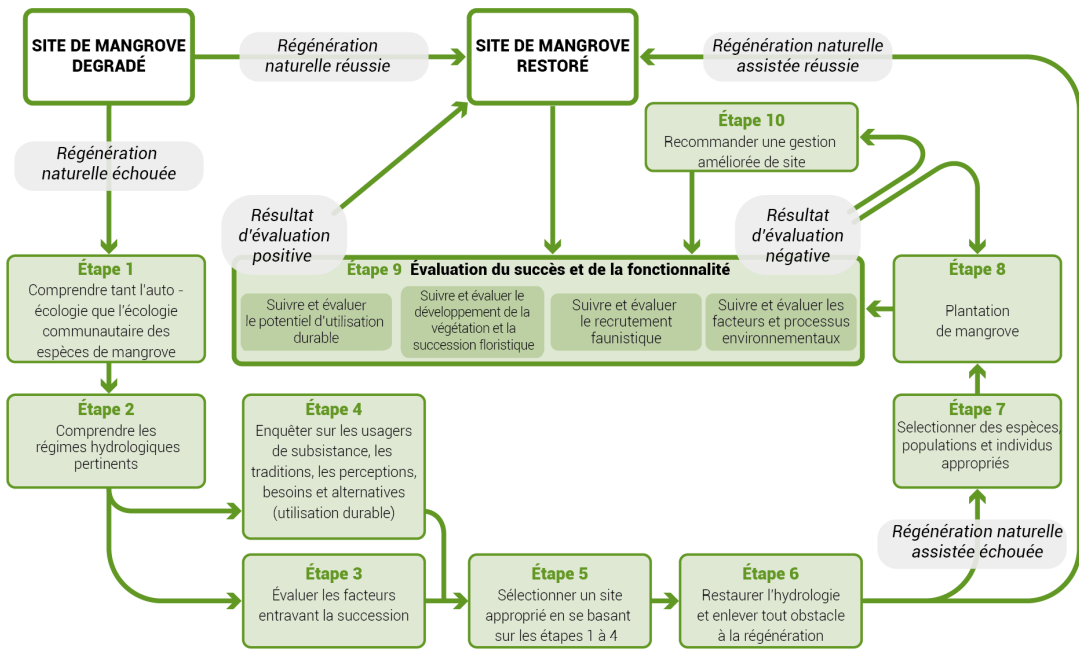 SITE DE MANGROVE
DEGRADÉ
Régénération
naturelle réussie
SITE DE MANGROVE
RESTORÉ
Régénération naturelle
assistée réussie
Régénération
naturelle échouée
Étape 10
Recommander une gestion
améliorée de site
Résultat
d'évaluation
positive
Résultat
d'évaluation
négative
Étape 1
Comprendre tant l'auto -
écologie que l'écologie
communautaire des
espèces de mangrove
Étape 9 Évaluation du succès et de la fonctionnalité
Suivre et évaluer
le potentiel d'utilisation
durable
Suivre et évaluer le
développement de la
végétation et la
succession floristique
Suivre et évaluer
le recrutement
faunistique
Suivre et évaluer les
facteurs et processus
environnementaux
Étape 8
Plantation
de mangrove
Étape 2
Comprendre les
régimes hydrologiques
pertinents
Étape 4
Enquêter sur les usagers
de subsistance, les
traditions, les perceptions,
besoins et alternatives
(utilisation durable)
Étape 7
Selectionner des espèces,
populations et individus
appropriés
Régénération naturelle
assistée échouée
Étape 3
Évaluer les facteurs
entravant la succession
Étape 5
Sélectionner un site
approprié en se basant
sur les étapes 1 à 4
Étape 6
Restaurer l'hydrologie
et enlever tout obstacle
à la régénération